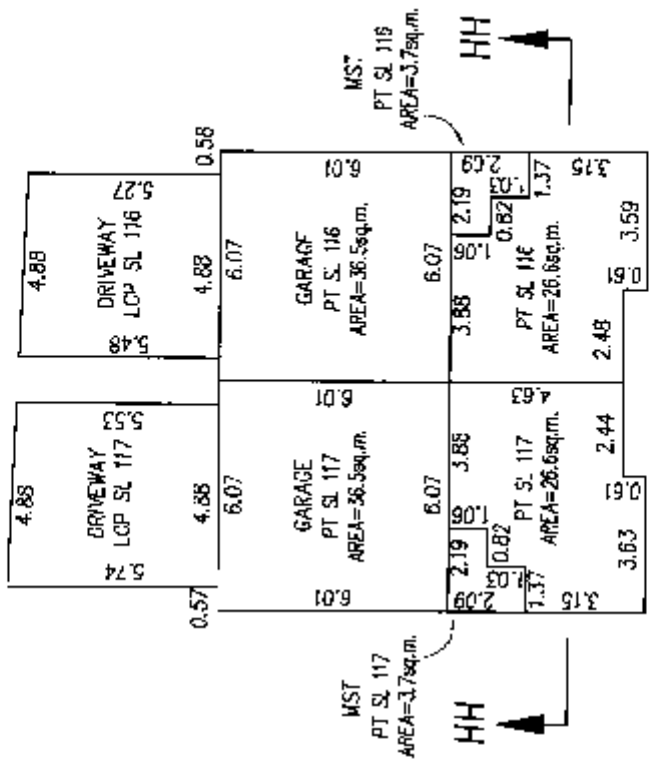 MST
PT SL 116
AREA=3.7sq.m.
HH
0.58
5.27
4.88
DRIVEWAY
LCP SL 116
4.88
5.48
6.01
6.07
GARAGE
PT SL 116
AREA=36.5sq.m.
6.07
2.09
2.19
1.03
0.82
1.37
1.06
3.88
3.15
3.59
0.61
PT SL 116
AREA=26.6sq.m.
2.48
5.53
4.88
DRIVEWAY
LCP SL 117
4.88
5.74
0.57
6.01
6.07
GARAGE
PT SL 117
AREA=36.5sq.m.
6.07
6.01
4.63
3.88
1.06
2.19
0.82
1.03
2.09
1.37
3.15
PT SL 117
AREA=26.6sq.m.
2.44
0.61
3.63
MST
PT SL 117
AREA=3.7sq.m.
HH